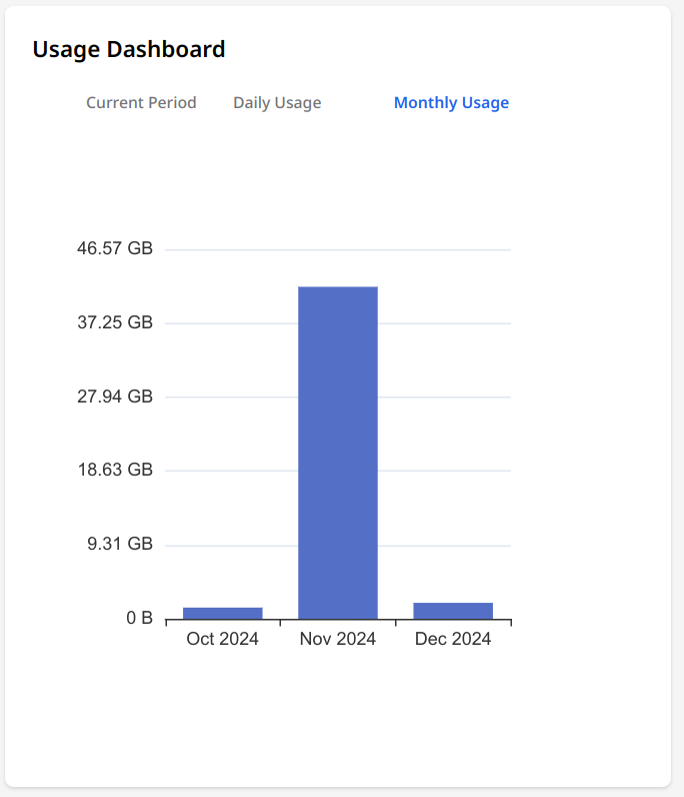 Usage Dashboard
Current Period Daily Usage Monthly Usage
46.57 GB
37.25 GB
27.94 GB
18.63 GB
9.31 GB
0 B
Oct 2024 Nov 2024 Dec 2024